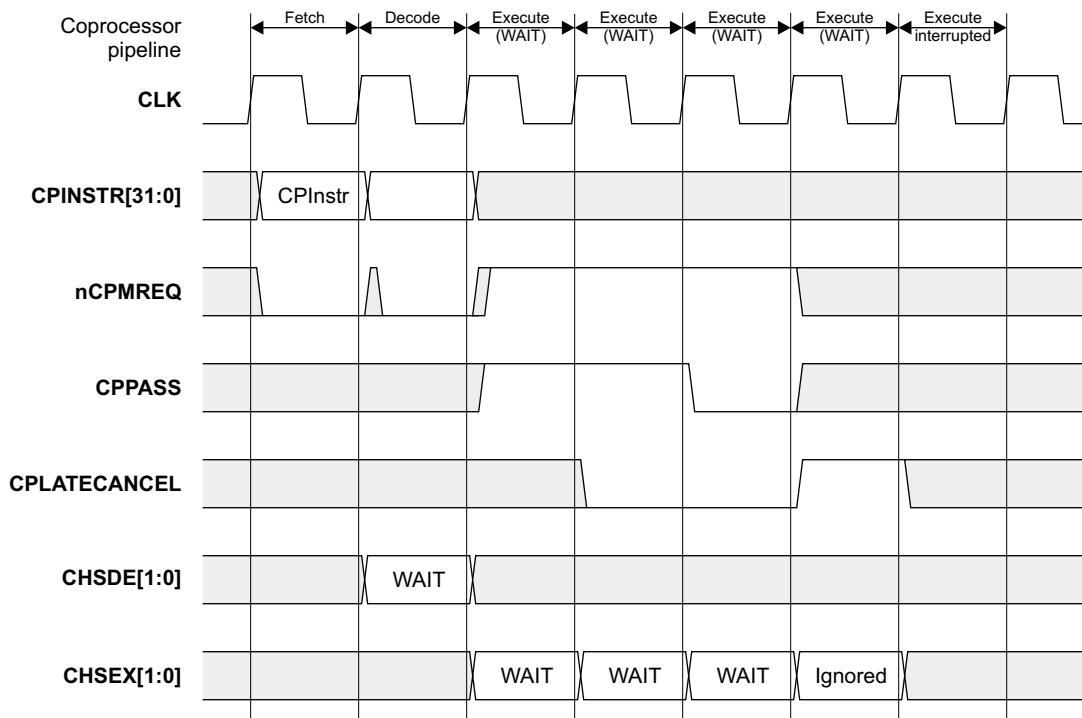 Coprocessor
pipeline
Fetch
Decode
Execute
(WAIT)
Execute
(WAIT)
Execute
(WAIT)
Execute
(WAIT)
Execute
interrupted
CLK
CPINSTR[31:0]
CPInstr
nCPMREQ
CPPASS
CPLATECANCEL
CHSDE[1:0]
WAIT
CHSEX[1:0]
WAIT
WAIT
WAIT
Ignored